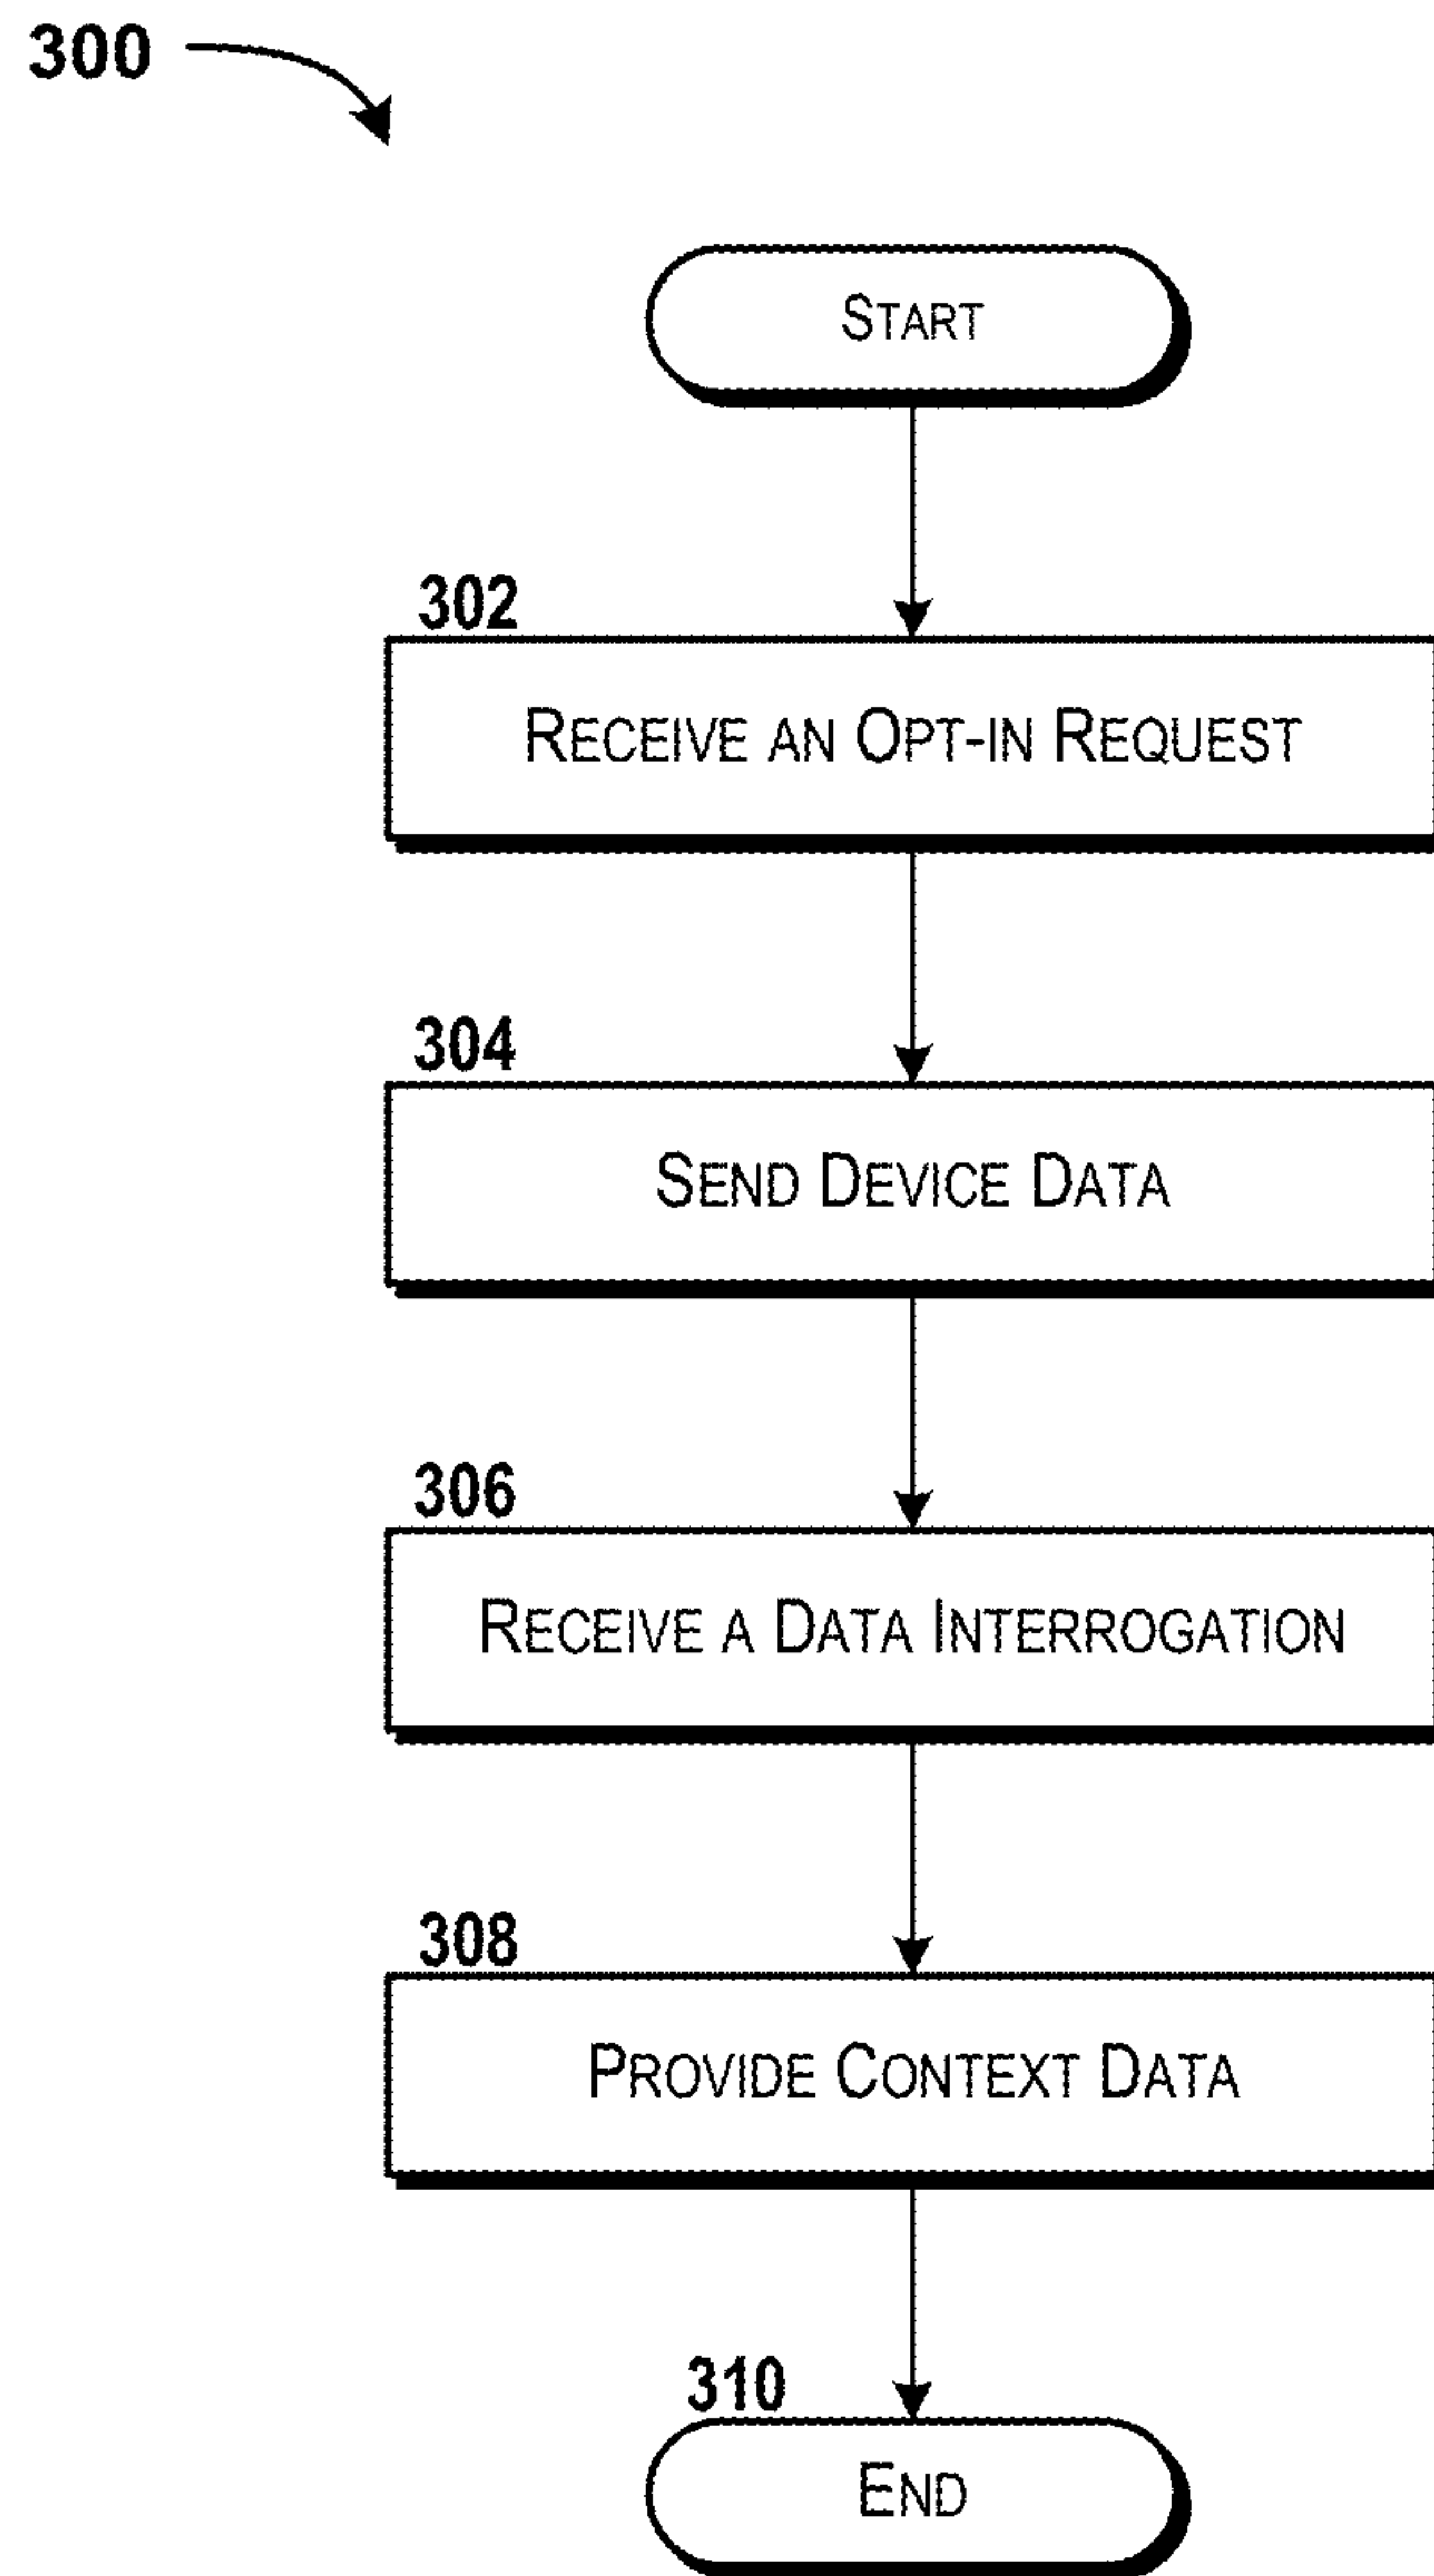 300
START
302
RECEIVE AN OPT-IN REQUEST
304
SEND DEVICE DATA
306
RECEIVE A DATA INTERROGATION
308
PROVIDE CONTEXT DATA
310
END